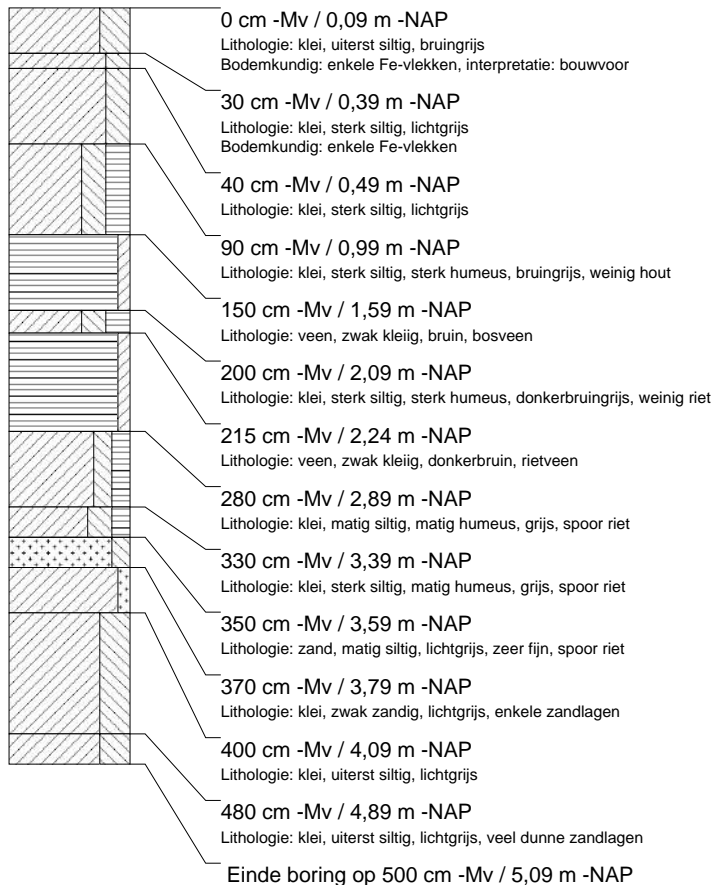 0 cm -Mv / 0,09 m -NAP
Lithologie: klei, uiterst siltig, bruingrijs
Bodemkundig: enkele Fe-vlekken, interpretatie: bouwvoor
30 cm -Mv / 0,39 m -NAP
Lithologie: klei, sterk siltig, lichtgrijs
Bodemkundig: enkele Fe-vlekken
40 cm -Mv / 0,49 m -NAP
Lithologie: klei, sterk siltig, lichtgrijs
90 cm -Mv / 0,99 m -NAP
Lithologie: klei, sterk siltig, sterk humeus, bruingrijs, weinig hout
150 cm -Mv / 1,59 m -NAP
Lithologie: veen, zwak kleiig, bruin, bosveen
200 cm -Mv / 2,09 m -NAP
Lithologie: klei, sterk siltig, sterk humeus, donkerbruingrijs, weinig riet
215 cm -Mv / 2,24 m -NAP
Lithologie: veen, zwak kleiig, donkerbruin, rietveen
280 cm -Mv / 2,89 m -NAP
Lithologie: klei, matig siltig, matig humeus, grijs, spoor riet
330 cm -Mv / 3,39 m -NAP
Lithologie: klei, sterk siltig, matig humeus, grijs, spoor riet
350 cm -Mv / 3,59 m -NAP
Lithologie: zand, matig siltig, lichtgrijs, zeer fijn, spoor riet
370 cm -Mv / 3,79 m -NAP
Lithologie: klei, zwak zandig, lichtgrijs, enkele zandlagen
400 cm -Mv / 4,09 m -NAP
Lithologie: klei, uiterst siltig, lichtgrijs
480 cm -Mv / 4,89 m -NAP
Lithologie: klei, uiterst siltig, lichtgrijs, veel dunne zandlagen
Einde boring op 500 cm -Mv / 5,09 m -NAP